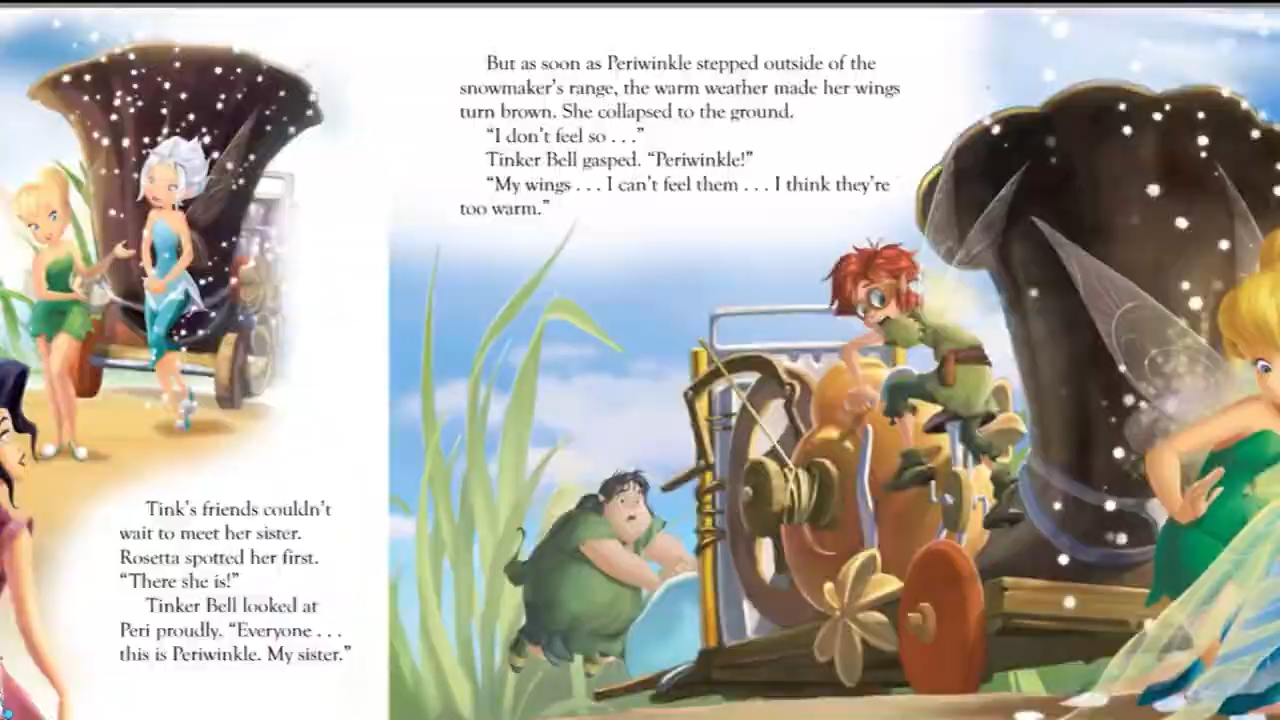 Tink's friends couldn't
wait to meet her sister.
Rosetta spotted her first.
"There she is!"
Tinker Bell looked at
Peri proudly. "Everyone . . .
this is Periwinkle. My sister."
But as soon as Periwinkle stepped outside of the
snowmaker's range, the warm weather made her wings
turn brown. She collapsed to the ground.
"I don't feel so . . ."
Tinker Bell gasped. "Periwinkle!"
"My wings . . . I can't feel them . . . I think they're
too warm."